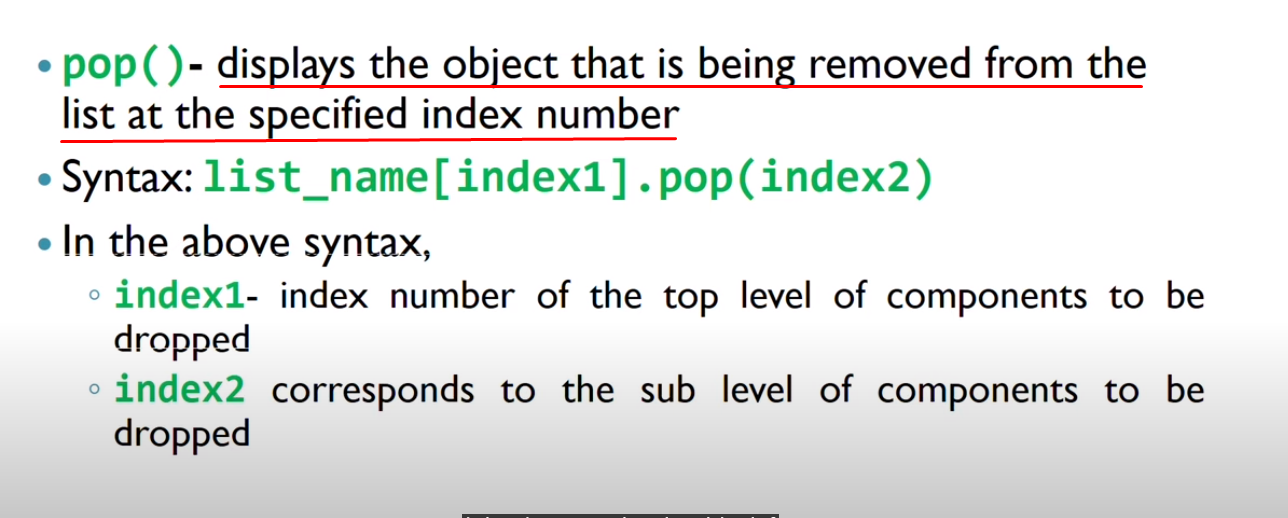 • pop()- displays the object that is being removed from the
list at the specified index number
• Syntax: list_name[index1].pop(index2)
• In the above syntax,
◦ index1- index number of the top level of components to be
dropped
◦ index2 corresponds to the sub level of components to be
dropped